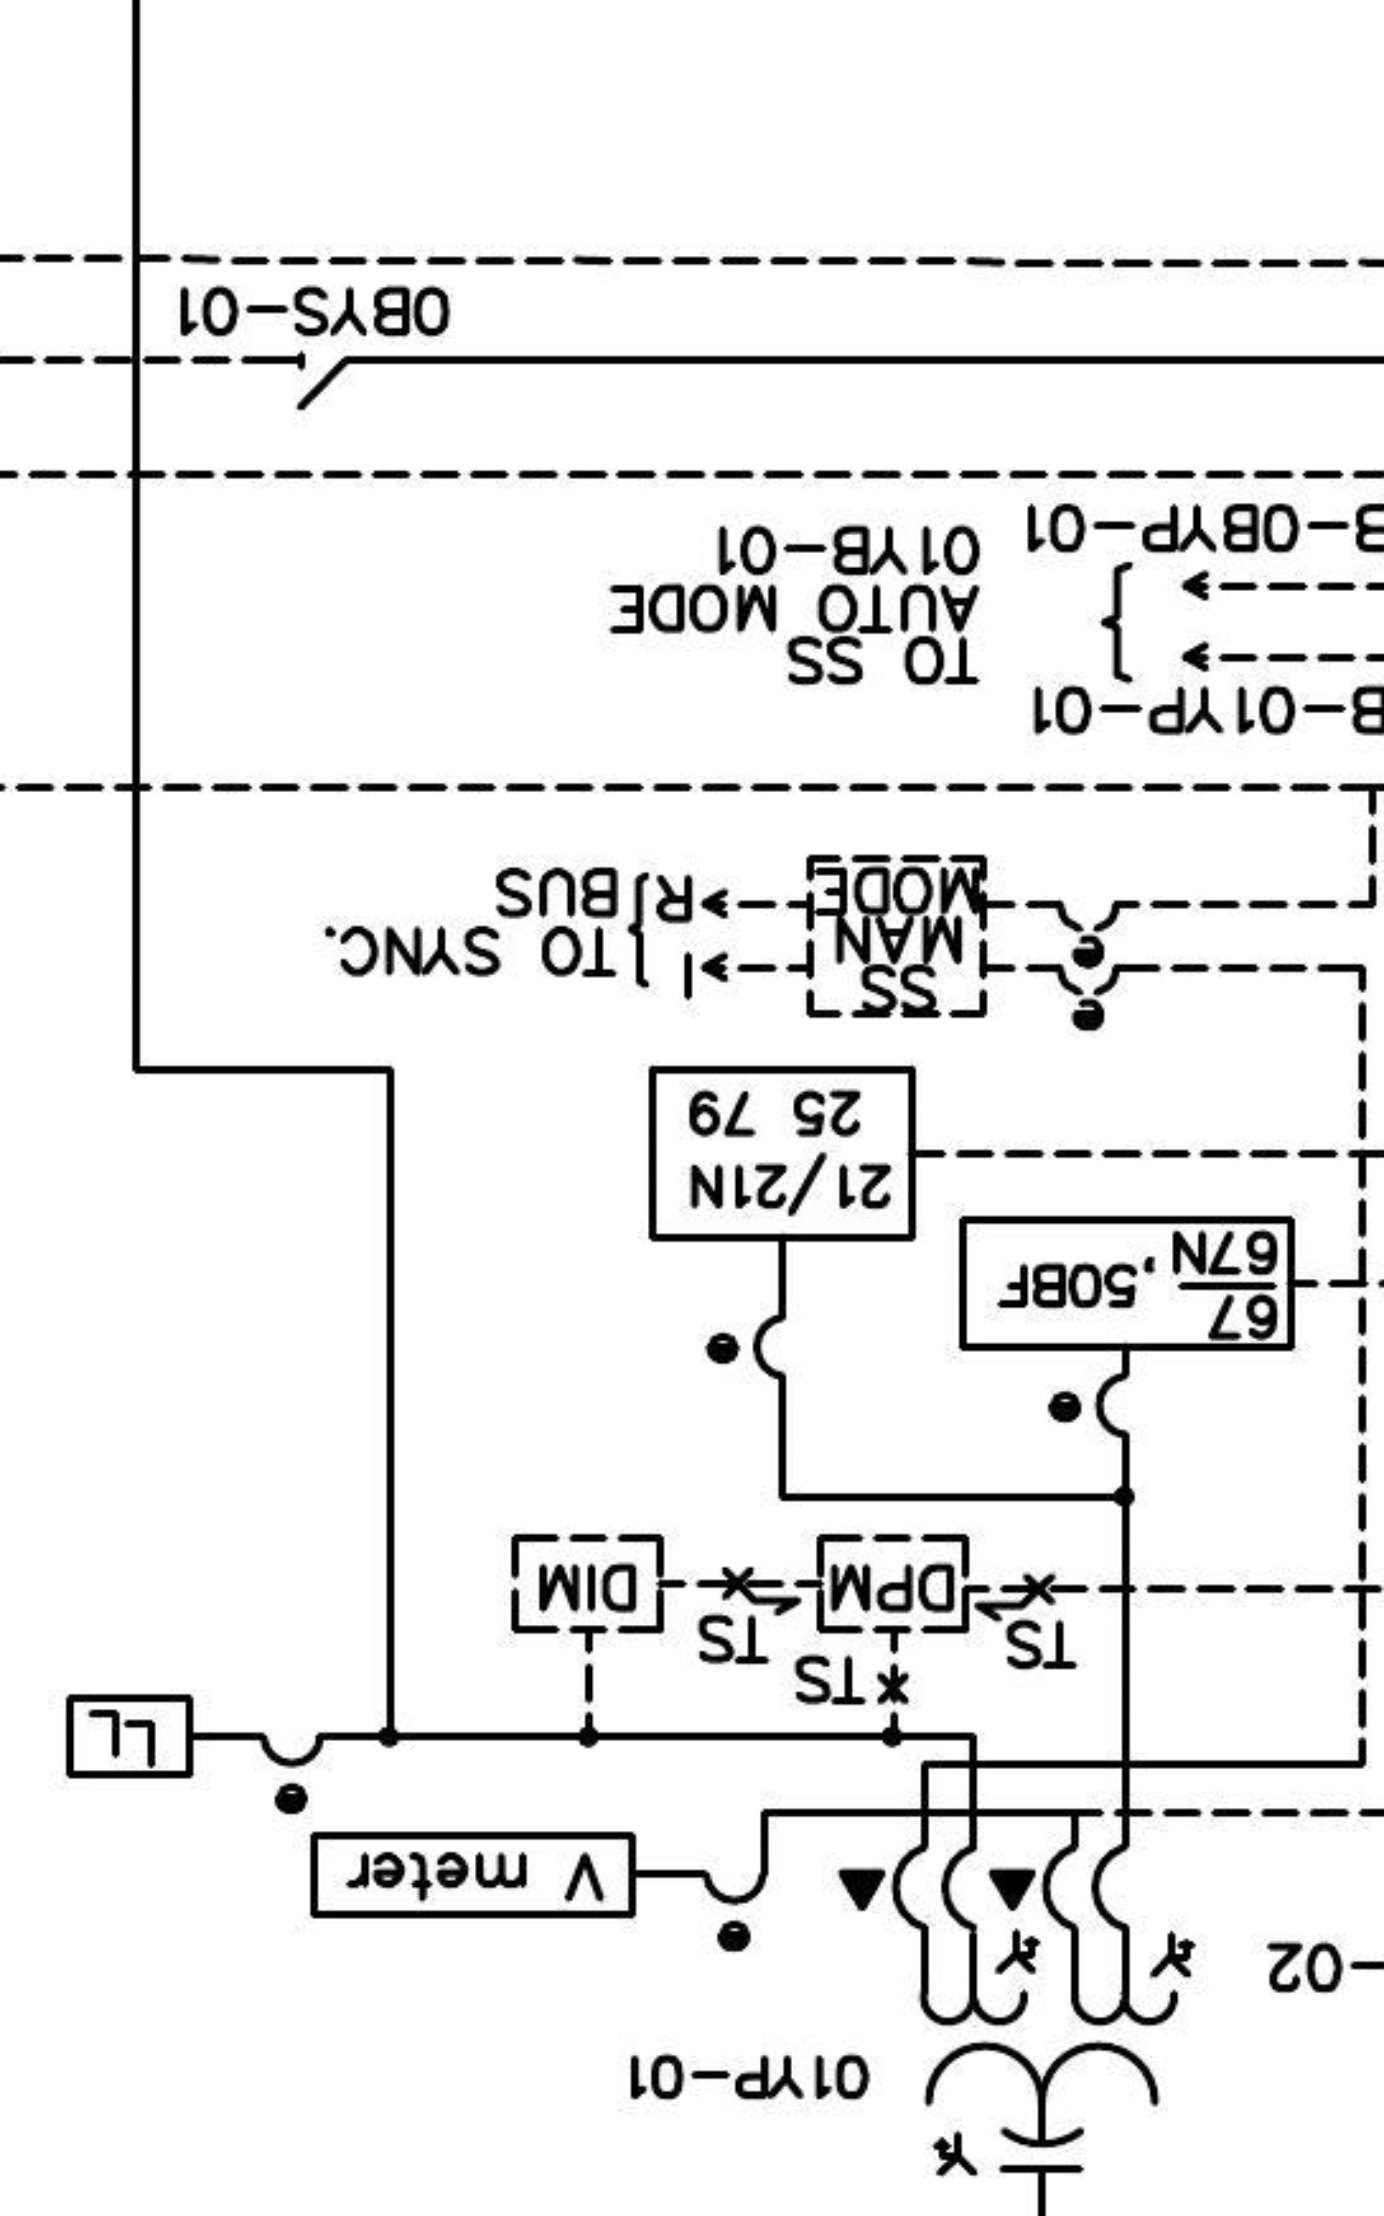 01YP-01
-02
V meter
LL
TS
TS
TS
DPM
DIM
67
67N ,50BF
21/21N
25 79
SS
MAN
MODE
I
R
TO SYNC.
BUS
B-01YP-01
TO SS
AUTO MODE
01YB-01
B-0BYP-01
0BYS-01